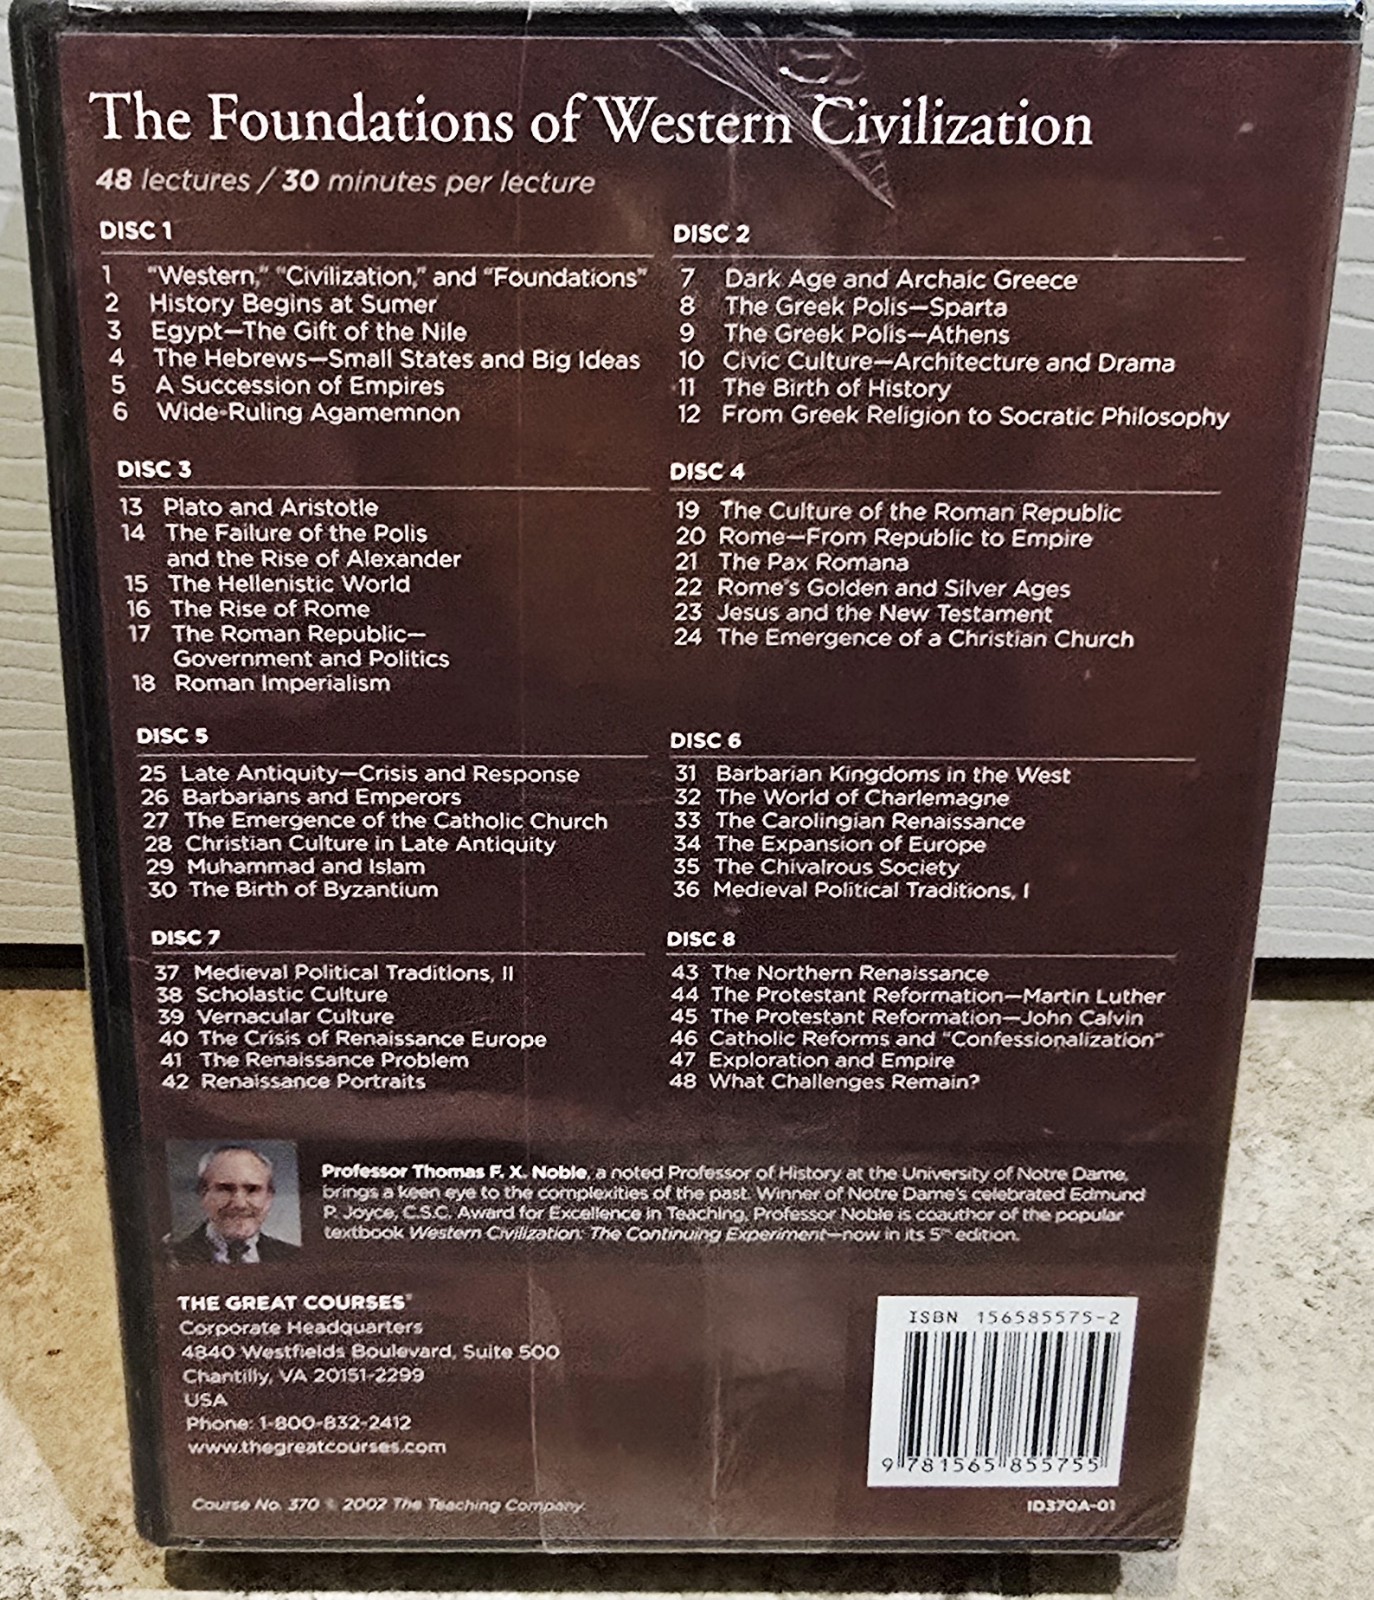 The Foundations of Western Civilization
48 lectures / 30 minutes per lecture
DISC 1
1 "Western," "Civilization," and "Foundations"
2 History Begins at Sumer
3 Egypt—The Gift of the Nile
4 The Hebrews—Small States and Big Ideas
5 A Succession of Empires
6 Wide-Ruling Agamemnon
DISC 2
7 Dark Age and Archaic Greece
8 The Greek Polis—Sparta
9 The Greek Polis—Athens
10 Civic Culture—Architecture and Drama
11 The Birth of History
12 From Greek Religion to Socratic Philosophy
DISC 3
13 Plato and Aristotle
14 The Failure of the Polis
and the Rise of Alexander
15 The Hellenistic World
16 The Rise of Rome
17 The Roman Republic—
Government and Politics
18 Roman Imperialism
DISC 4
19 The Culture of the Roman Republic
20 Rome—From Republic to Empire
21 The Pax Romana
22 Rome's Golden and Silver Ages
23 Jesus and the New Testament
24 The Emergence of a Christian Church
DISC 5
25 Late Antiquity—Crisis and Response
26 Barbarians and Emperors
27 The Emergence of the Catholic Church
28 Christian Culture in Late Antiquity
29 Muhammad and Islam
30 The Birth of Byzantium
DISC 6
31 Barbarian Kingdoms in the West
32 The World of Charlemagne
33 The Carolingian Renaissance
34 The Expansion of Europe
35 The Chivalrous Society
36 Medieval Political Traditions, I
DISC 7
37 Medieval Political Traditions, II
38 Scholastic Culture
39 Vernacular Culture
40 The Crisis of Renaissance Europe
41 The Renaissance Problem
42 Renaissance Portraits
DISC 8
43 The Northern Renaissance
44 The Protestant Reformation—Martin Luther
45 The Protestant Reformation—John Calvin
46 Catholic Reforms and "Confessionalization"
47 Exploration and Empire
48 What Challenges Remain?
Professor Thomas F. X. Noble, a noted Professor of History at the University of Notre Dame,
brings a keen eye to the complexities of the past. Winner of Notre Dame's celebrated Edmund
P. Joyce, C.S.C. Award for Excellence in Teaching, Professor Noble is coauthor of the popular
textbook Western Civilization: The Continuing Experiment—now in its 5th edition.
THE GREAT COURSES®
Corporate Headquarters
4840 Westfields Boulevard, Suite 500
Chantilly, VA 20151-2299
USA
Phone: 1-800-832-2412
www.thegreatcourses.com
Course No. 370 © 2002 The Teaching Company.
ISBN 156585575-2
9 781565 855755
ID370A-01